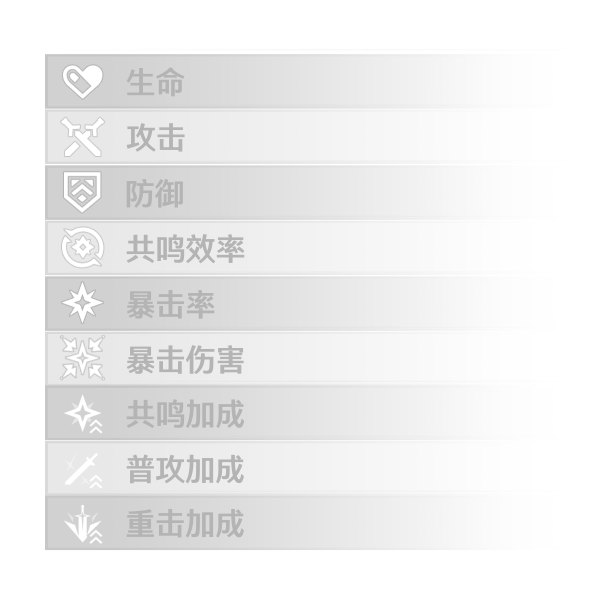 生命
攻击
防御
共鸣效率
暴击率
暴击伤害
共鸣加成
普攻加成
重击加成